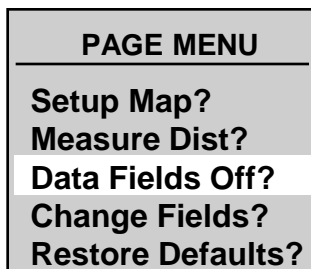 PAGE MENU
Setup Map?
Measure Dist?
Data Fields Off?
Change Fields?
Restore Defaults?